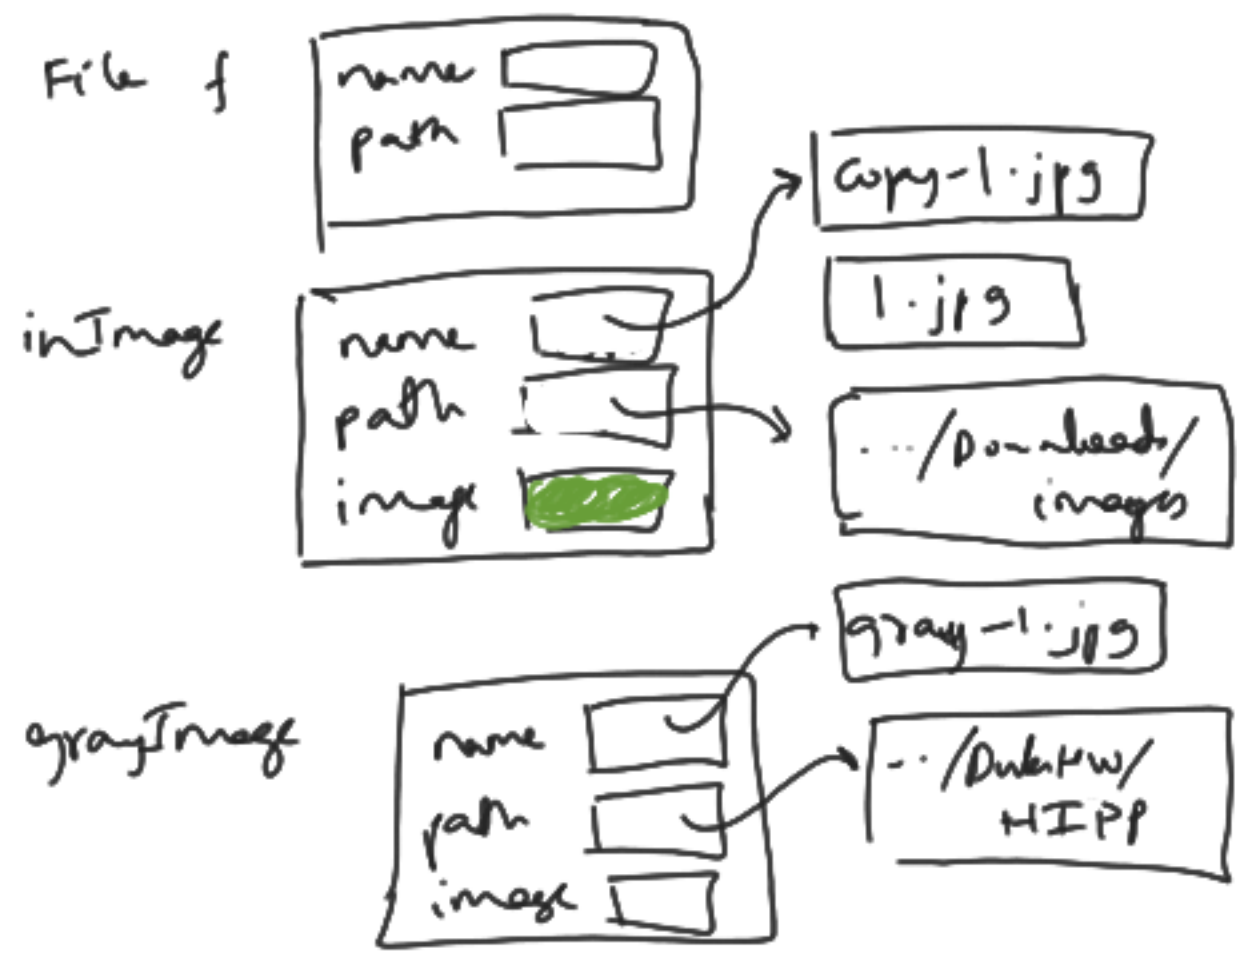 File f
name
path
copy-1.jpg
1.jpg
inImage
name
path
image
.../Downloads/
images
gray-1.jpg
grayImage
name
path
image
.../DukeHW/
HIPP